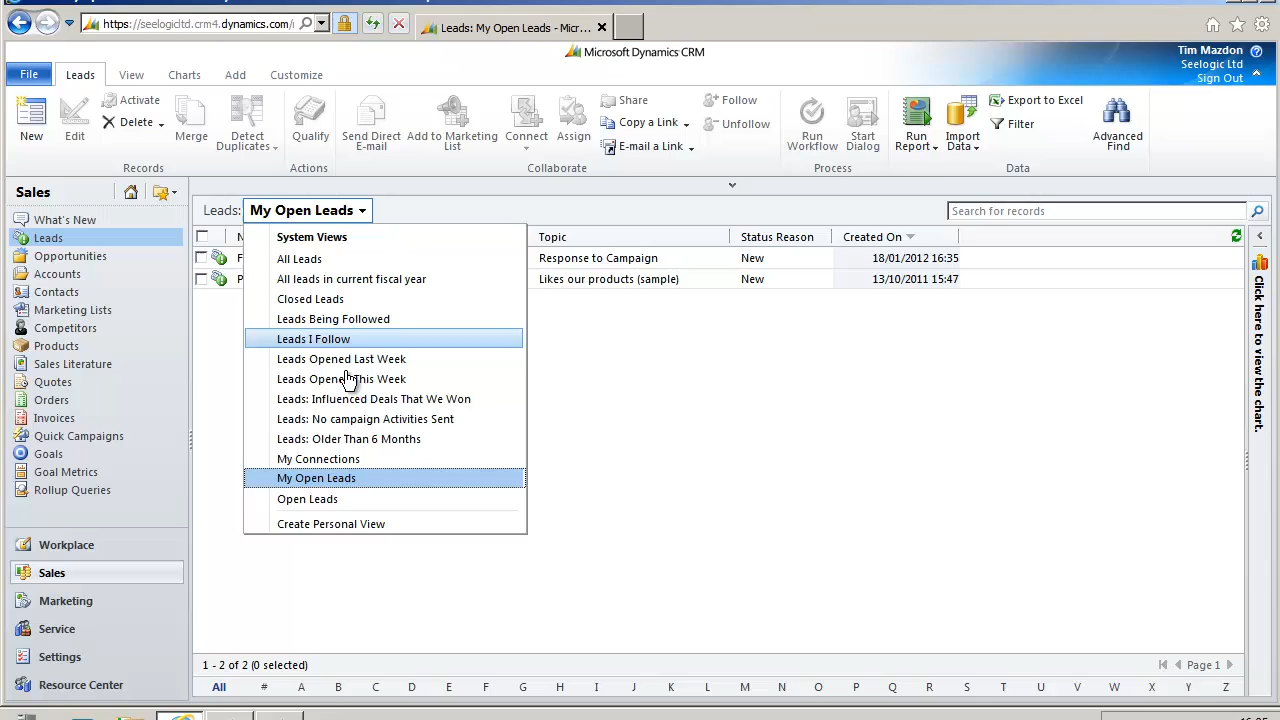 https://seelogicltd.crm4.dynamics.com/
Leads: My Open Leads - Micr...
Microsoft Dynamics CRM
Tim Mazdon
Seelogic Ltd
Sign Out
File
Leads
View
Charts
Add
Customize
New
Edit
Activate
Delete
Merge
Detect
Duplicates
Records
Qualify
Actions
Send Direct
E-mail
Add to Marketing
List
Connect
Assign
Share
Copy a Link
E-mail a Link
Collaborate
Follow
Unfollow
Run
Workflow
Start
Dialog
Process
Run
Report
Import
Data
Export to Excel
Filter
Advanced
Find
Data
Sales
What's New
Leads
Opportunities
Accounts
Contacts
Marketing Lists
Competitors
Products
Sales Literature
Quotes
Orders
Invoices
Quick Campaigns
Goals
Goal Metrics
Rollup Queries
Workplace
Sales
Marketing
Service
Settings
Resource Center
Leads: My Open Leads
Search for records
Topic Status Reason Created On
Response to Campaign New 18/01/2012 16:35
Likes our products (sample) New 13/10/2011 15:47
System Views
All Leads
All leads in current fiscal year
Closed Leads
Leads Being Followed
Leads I Follow
Leads Opened Last Week
Leads Opened This Week
Leads: Influenced Deals That We Won
Leads: No campaign Activities Sent
Leads: Older Than 6 Months
My Connections
My Open Leads
Open Leads
Create Personal View
Click here to view the chart.
1 - 2 of 2 (0 selected)
Page 1
All # A B C D E F G H I J K L M N O P Q R S T U V W X Y Z